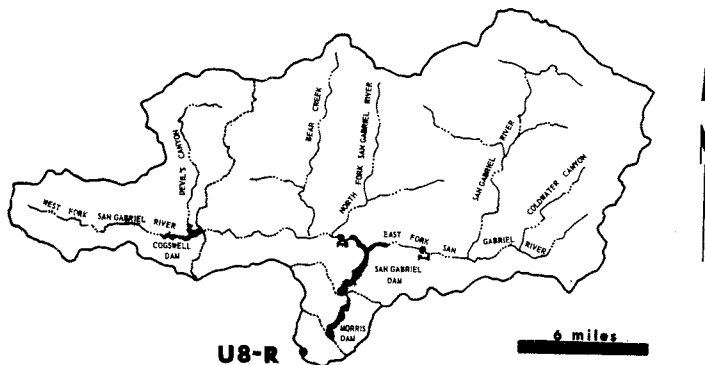 DEVIL'S CANYON
BEAR CREEK
NORTH FORK SAN GABRIEL RIVER
SAN GABRIEL RIVER
COLDWATER CANYON
WEST FORK SAN GABRIEL RIVER
COGSWELL
DAM
EAST FORK SAN GABRIEL RIVER
SAN GABRIEL
DAM
MORRIS
DAM
U8-R
6 miles